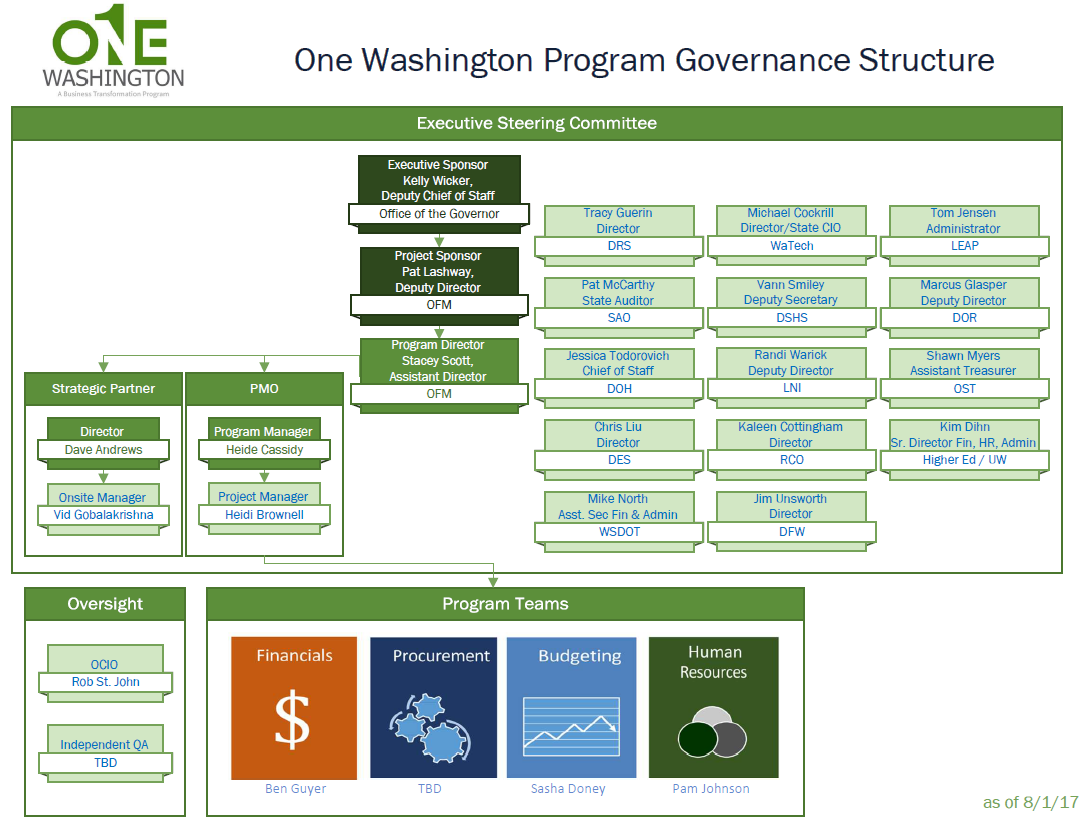 ONE
WASHINGTON
A Business Transformation Program
One Washington Program Governance Structure
Executive Steering Committee
Executive Sponsor
Kelly Wicker,
Deputy Chief of Staff
Office of the Governor
Project Sponsor
Pat Lashway,
Deputy Director
OFM
Program Director
Stacey Scott,
Assistant Director
OFM
Strategic Partner
Director
Dave Andrews
Onsite Manager
Vid Gobalakrishna
PMO
Program Manager
Heide Cassidy
Project Manager
Heidi Brownell
Tracy Guerin
Director
DRS
Michael Cockrill
Director/State CIO
WaTech
Tom Jensen
Administrator
LEAP
Pat McCarthy
State Auditor
SAO
Vann Smiley
Deputy Secretary
DSHS
Marcus Glasper
Deputy Director
DOR
Jessica Todorovich
Chief of Staff
DOH
Randi Warick
Deputy Director
LNI
Shawn Myers
Assistant Treasurer
OST
Chris Liu
Director
DES
Kaleen Cottingham
Director
RCO
Kim Dihn
Sr. Director Fin, HR, Admin
Higher Ed / UW
Mike North
Asst. Sec Fin & Admin
WSDOT
Jim Unsworth
Director
DFW
Oversight
OCIO
Rob St. John
Independent QA
TBD
Program Teams
Financials
$
Ben Guyer
Procurement
TBD
Budgeting
Sasha Doney
Human
Resources
Pam Johnson
as of 8/1/17